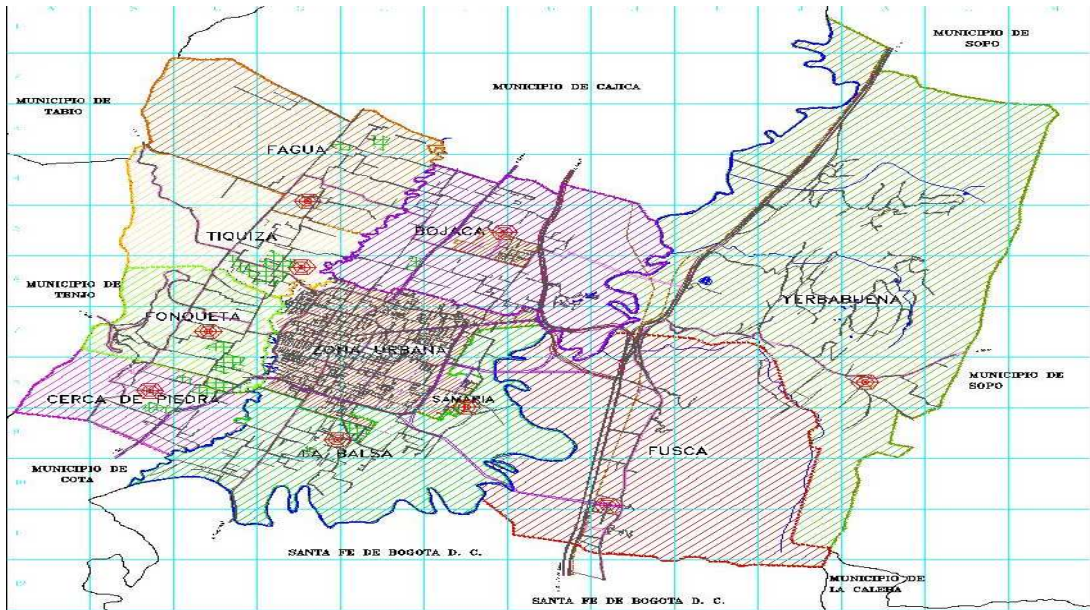 MUNICIPIO DE
SOPO
MUNICIPIO DE
TABIO
MUNICIPIO DE CAJICA
FAGUA
TIQUIZA
BOJACA
MUNICIPIO DE
TENJO
FONQUETA
YERBABUENA
ZONA URBANA
MUNICIPIO DE
SOPO
CERCA DE PIEDRA
SAMARIA
LA BALSA
FUSCA
MUNICIPIO DE
COTA
SANTA FE DE BOGOTA D. C.
MUNICIPIO DE
LA CALERA
SANTA FE DE BOGOTA D. C.